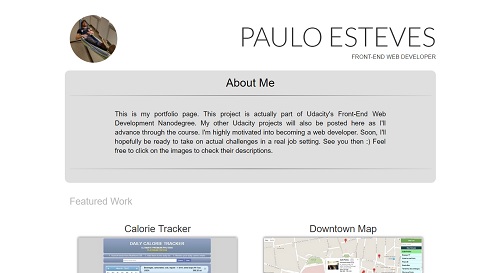 PAULO ESTEVES
FRONT-END WEB DEVELOPER
About Me
This is my portfolio page. This project is actually part of Udacity's Front-End Web
Development Nanodegree. My other Udacity projects will also be posted here as I'll
advance through the course. I'm highly motivated into becoming a web developer. Soon, I'll
hopefully be ready to take on actual challenges in a real job setting. See you then :) Feel
free to click on the images to check their descriptions.
Featured Work
Calorie Tracker
Downtown Map
DAILY CALORIE TRACKER